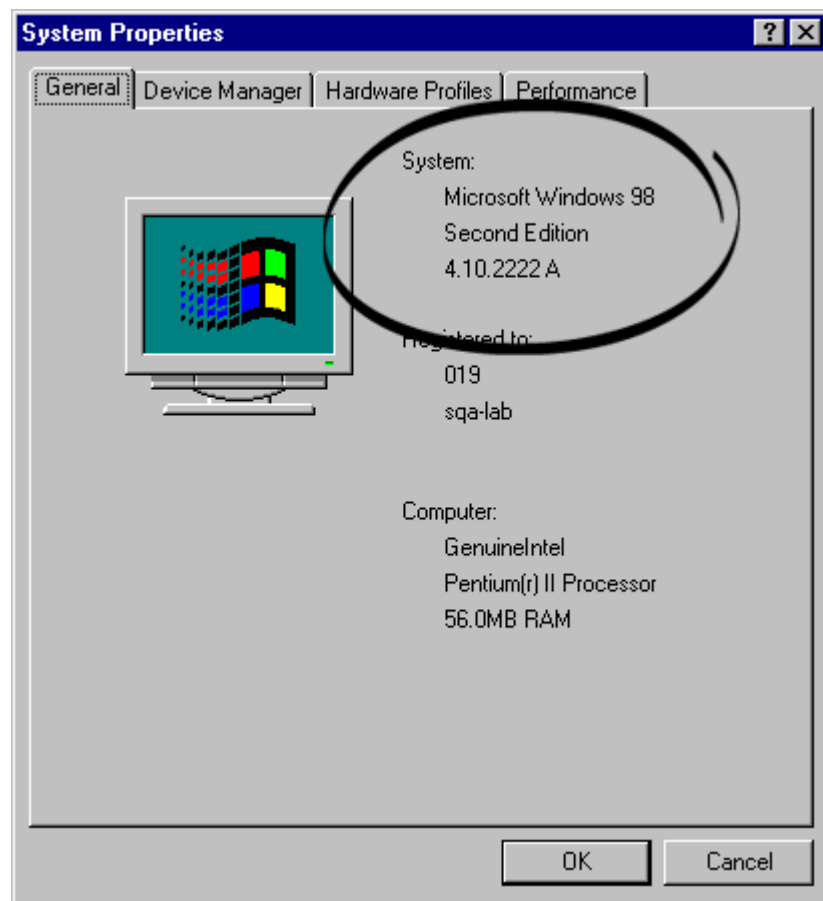 System Properties
General Device Manager Hardware Profiles Performance
System:
Microsoft Windows 98
Second Edition
4.10.2222 A
Registered to:
019
sqa-lab
Computer:
GenuineIntel
Pentium(r) II Processor
56.0MB RAM
OK Cancel